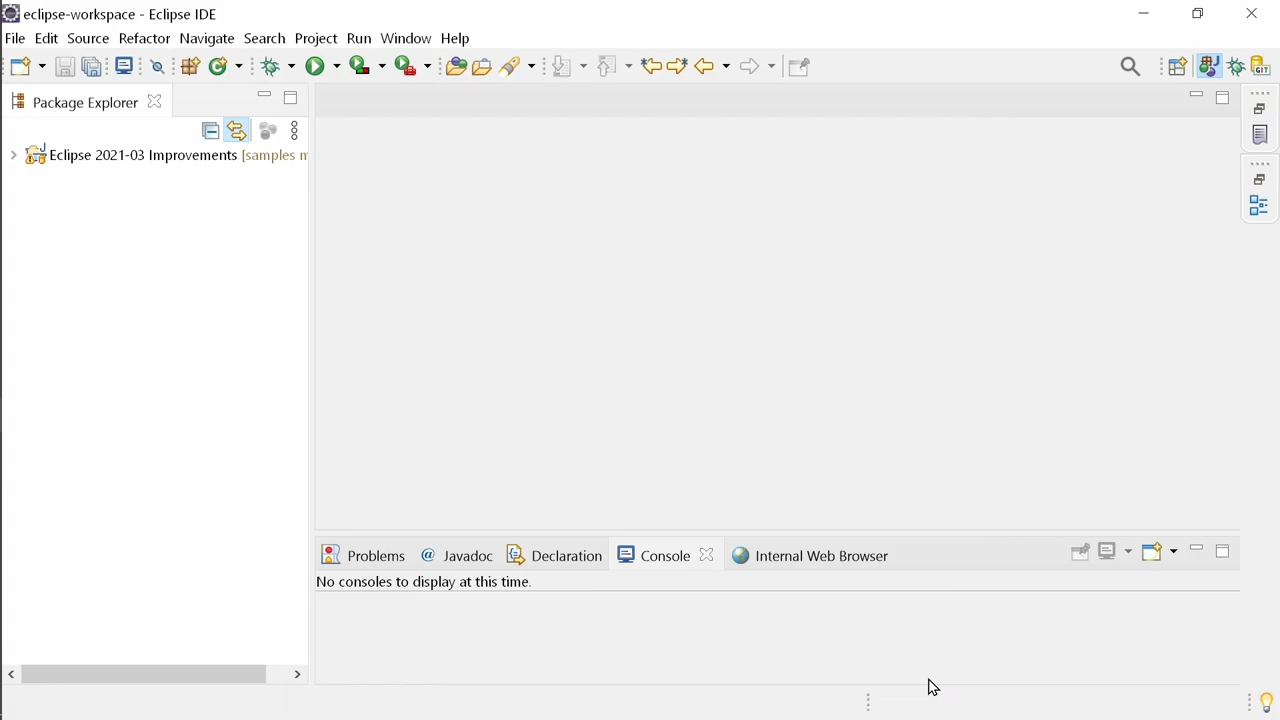 eclipse-workspace - Eclipse IDE
File Edit Source Refactor Navigate Search Project Run Window Help
GIT
Package Explorer
Eclipse 2021-03 Improvements [samples m
Problems @ Javadoc Declaration Console Internal Web Browser
No consoles to display at this time.